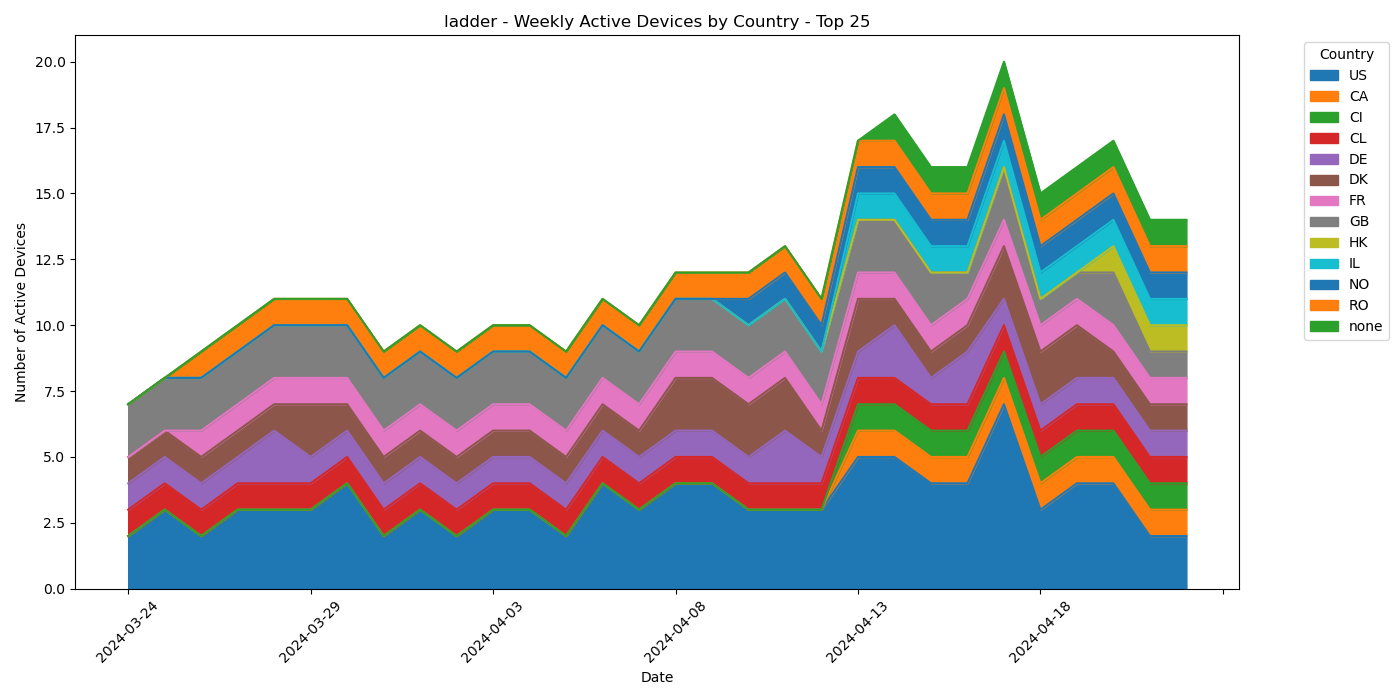 ladder - Weekly Active Devices by Country - Top 25
Number of Active Devices
20.0
17.5
15.0
12.5
10.0
7.5
5.0
2.5
0.0
2024-03-24
2024-03-29
2024-04-03
2024-04-08
2024-04-13
2024-04-18
Date
Country
US
CA
CI
CL
DE
DK
FR
GB
HK
IL
NO
RO
none